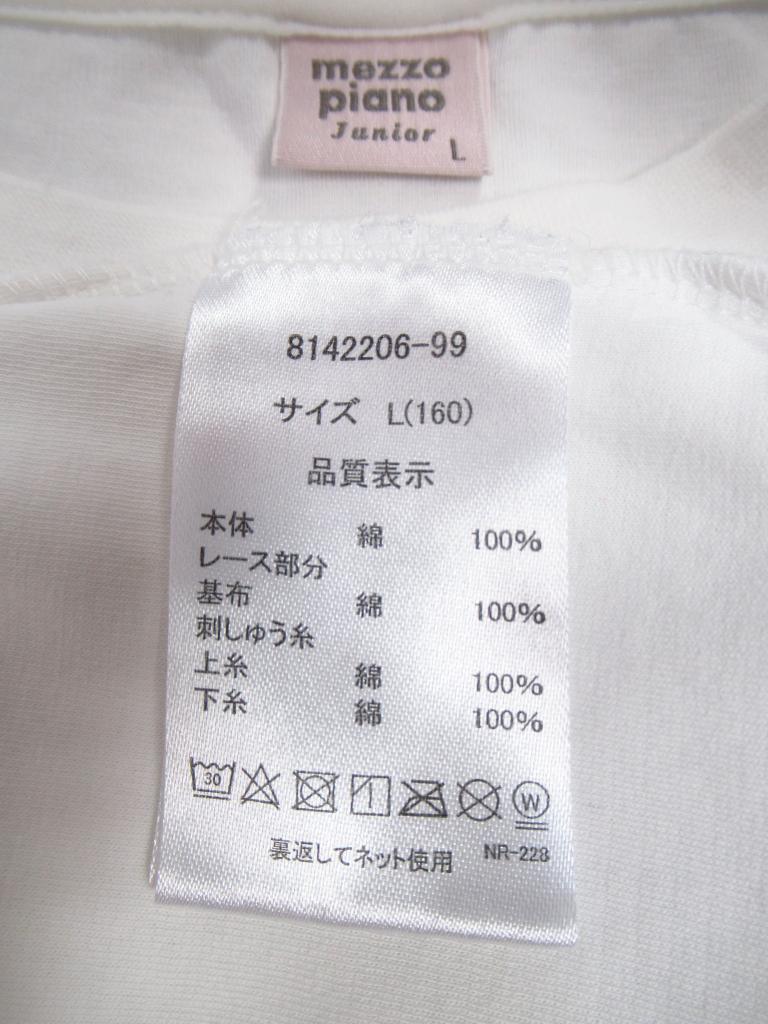 mezzo
piano
Junior
L
8142206-99
サイズ L(160)
品質表示
本体 綿 100%
レース部分
基布 綿 100%
刺しゅう糸
上糸 綿 100%
下糸 綿 100%
30
W
裏返してネット使用 NR-228